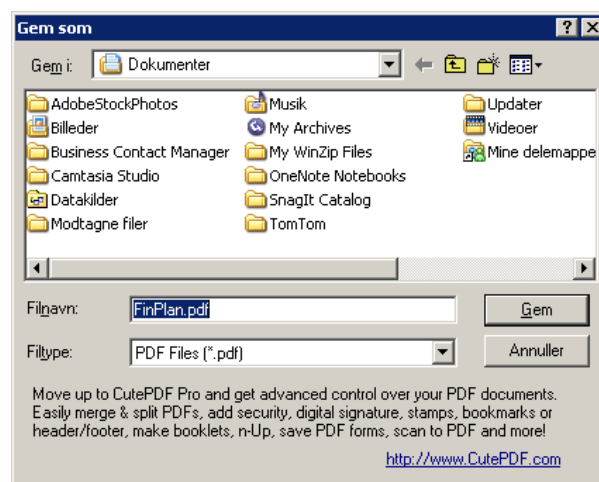 Gem som
Gem i: Dokumenter
AdobeStockPhotos Musik Updater
Billeder My Archives Videoer
Business Contact Manager My WinZip Files Mine delemappe
Camtasia Studio OneNote Notebooks
Datakilder SnagIt Catalog
Modtagne filer TomTom
Filnavn: FinPlan.pdf Gem
Filtype: PDF Files (*.pdf) Annuller
Move up to CutePDF Pro and get advanced control over your PDF documents.
Easily merge & split PDFs, add security, digital signature, stamps, bookmarks or
header/footer, make booklets, n-Up, save PDF forms, scan to PDF and more!
http://www.CutePDF.com